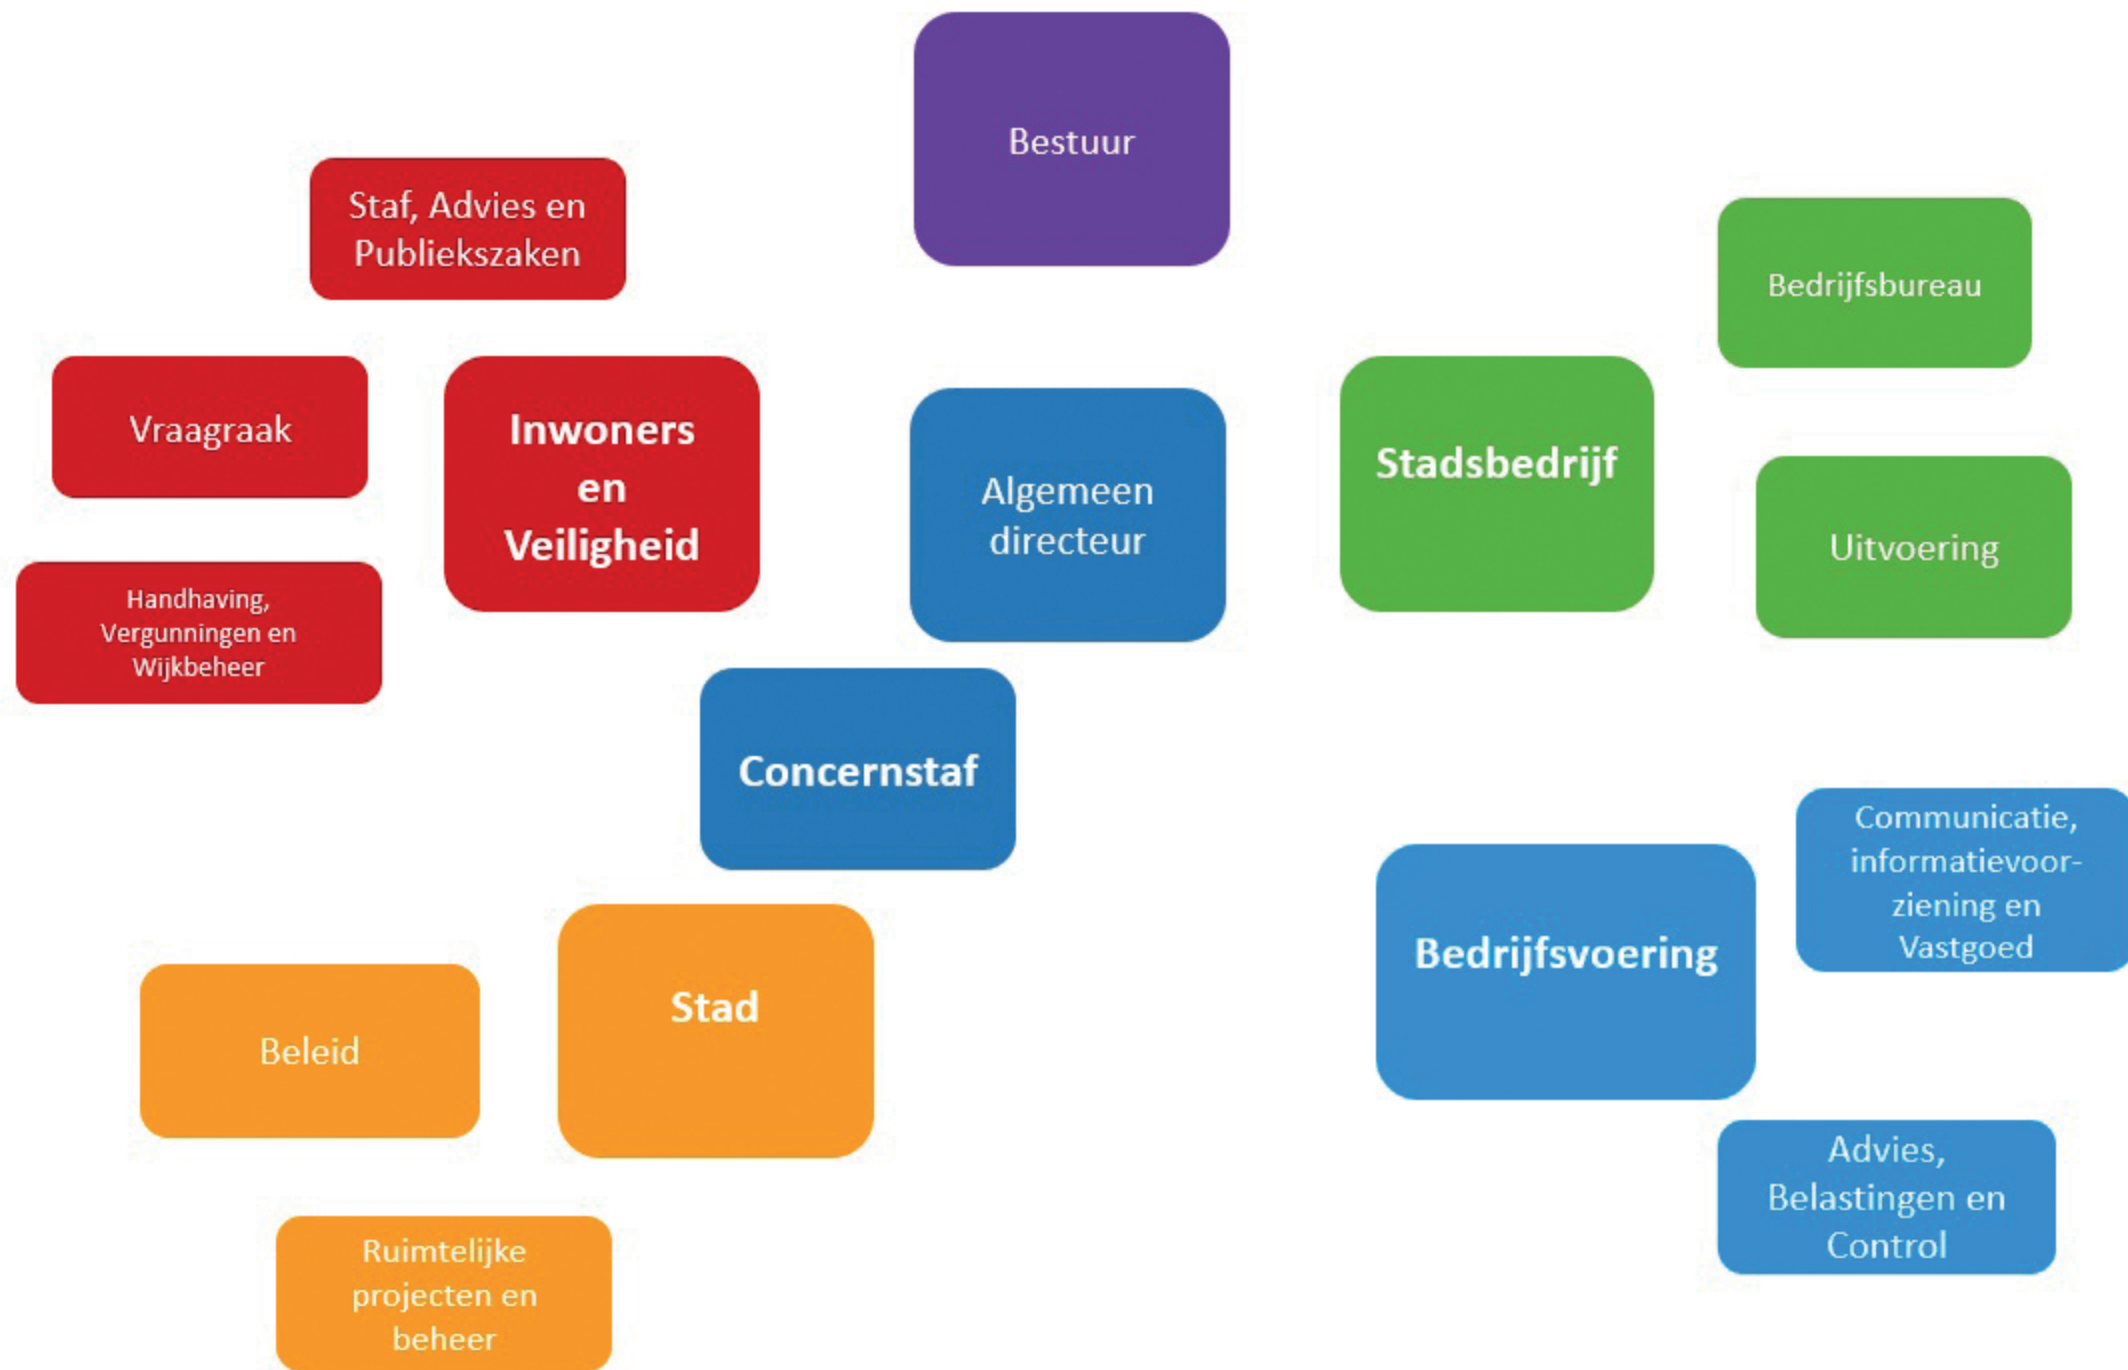 Bestuur
Staf, Advies en
Publiekszaken
Bedrijfsbureau
Vraagraak
Inwoners
en
Veiligheid
Algemeen
directeur
Stadsbedrijf
Uitvoering
Handhaving,
Vergunningen en
Wijkbeheer
Concernstaf
Communicatie,
informatievoor-
ziening en
Vastgoed
Bedrijfsvoering
Stad
Beleid
Advies,
Belastingen en
Control
Ruimtelijke
projecten en
beheer